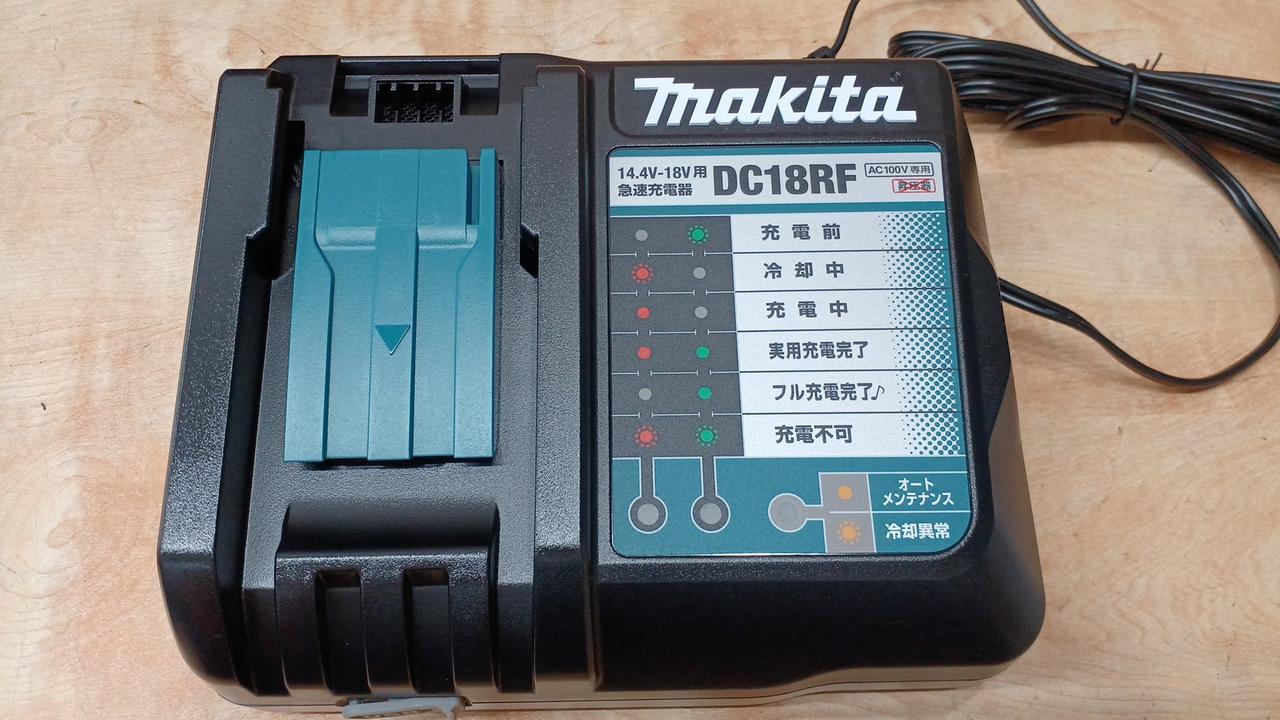 makita
14.4V-18V用
急速充電器
DC18RF
AC100V専用
昇圧器
充電前
冷却中
充電中
実用充電完了
フル充電完了♪
充電不可
オート
メンテナンス
冷却異常